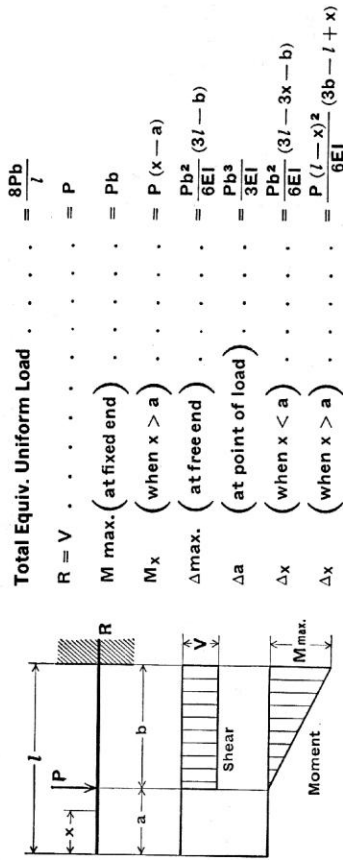 Total Equiv. Uniform Load . . . . = 8Pb/l
R = V . . . . . . . . . . = P
M max. (at fixed end) . . . . . = Pb
Mx (when x > a) . . . . . = P (x — a)
Δmax. (at free end) . . . . . = Pb²/6EI (3l — b)
Δa (at point of load) . . . . = Pb³/3EI
Δx (when x < a) . . . . . = Pb²/6EI (3l — 3x — b)
Δx (when x > a) . . . . . = P (l — x)²/6EI (3b — l + x)
l
x
P
R
a
b
V
Shear
M max.
Moment